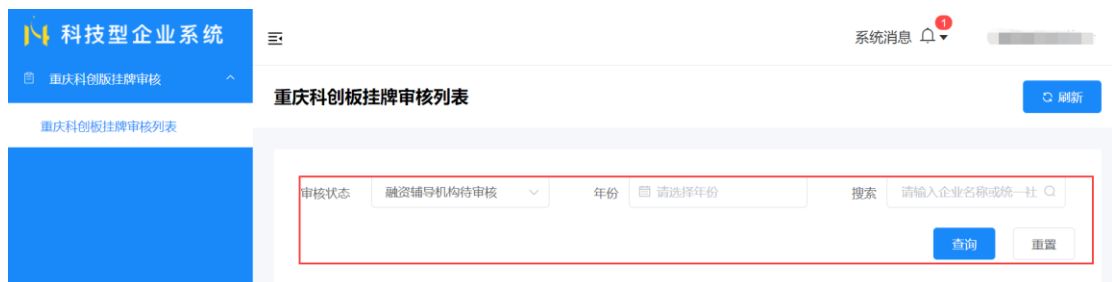 科技型企业系统
系统消息
1
重庆科创版挂牌审核
重庆科创板挂牌审核列表
刷新
重庆科创板挂牌审核列表
审核状态
融资辅导机构待审核
年份
请选择年份
搜索
请输入企业名称或统一社
查询
重置